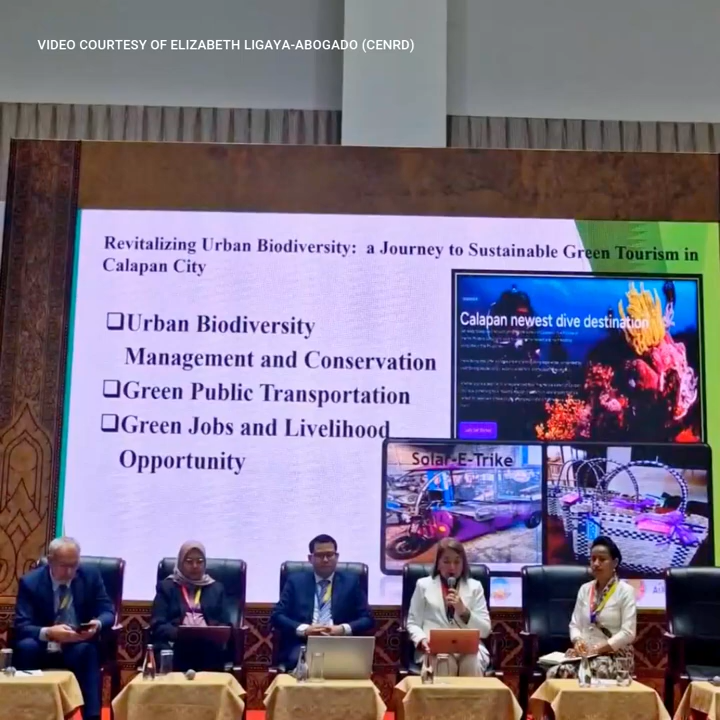 VIDEO COURTESY OF ELIZABETH LIGAYA-ABOGADO (CENRD)
Revitalizing Urban Biodiversity: a Journey to Sustainable Green Tourism in
Calapan City
❑Urban Biodiversity
Management and Conservation
❑Green Public Transportation
❑Green Jobs and Livelihood
Opportunity
Calapan newest dive destination
Solar-E-Trike